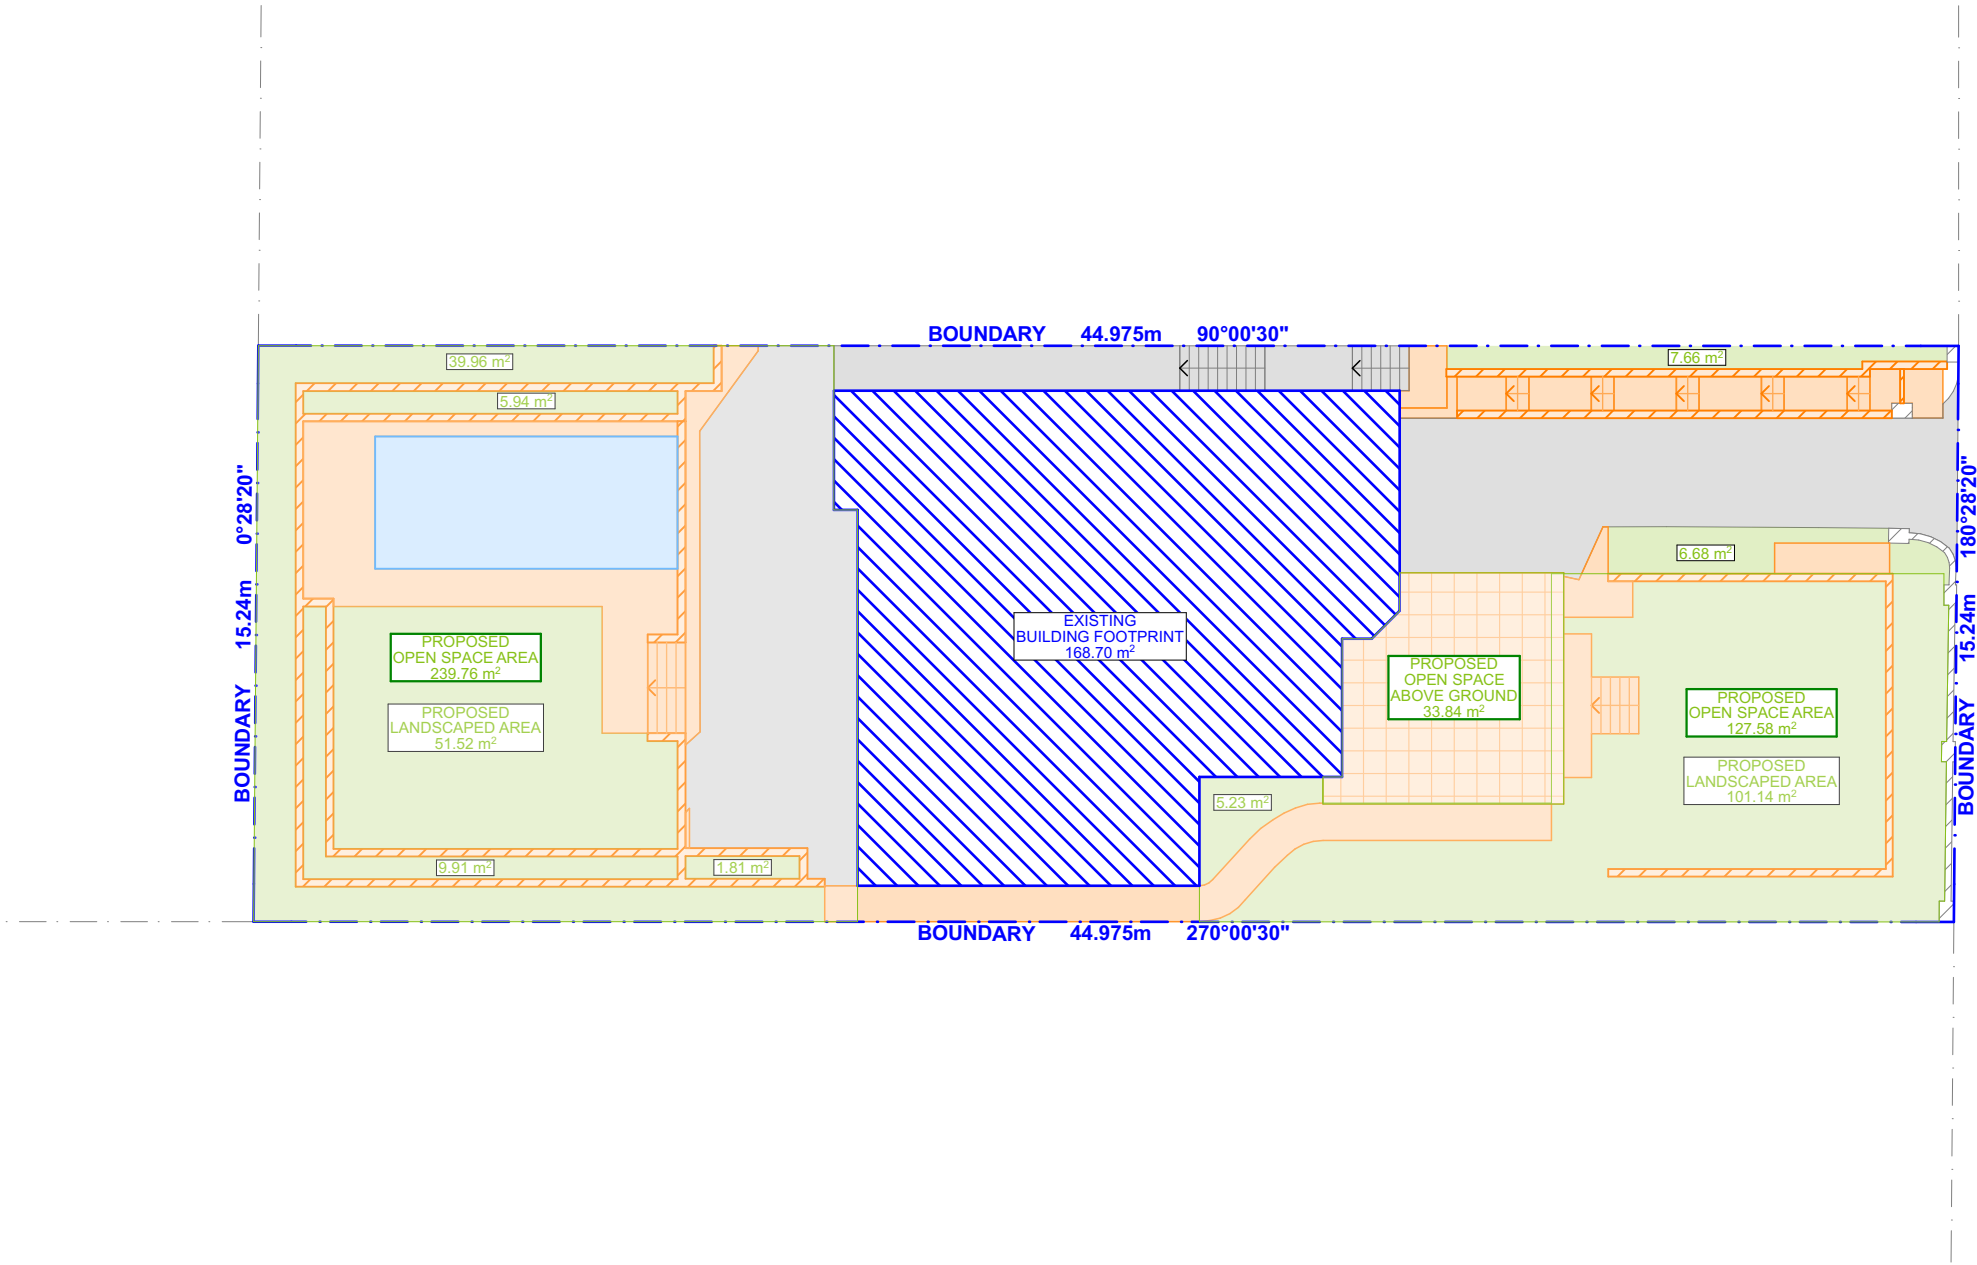 BOUNDARY 44.975m 90°00'30"
39.96 m²
7.66 m²
5.94 m²
BOUNDARY 15.24m 0°28'20"
BOUNDARY 15.24m 180°28'20"
6.68 m²
EXISTING
BUILDING FOOTPRINT
168.70 m²
PROPOSED
OPEN SPACE AREA
239.76 m²
PROPOSED
OPEN SPACE
ABOVE GROUND
33.84 m²
PROPOSED
OPEN SPACE AREA
127.58 m²
PROPOSED
LANDSCAPED AREA
51.52 m²
PROPOSED
LANDSCAPED AREA
101.14 m²
5.23 m²
9.91 m²
1.81 m²
BOUNDARY 44.975m 270°00'30"